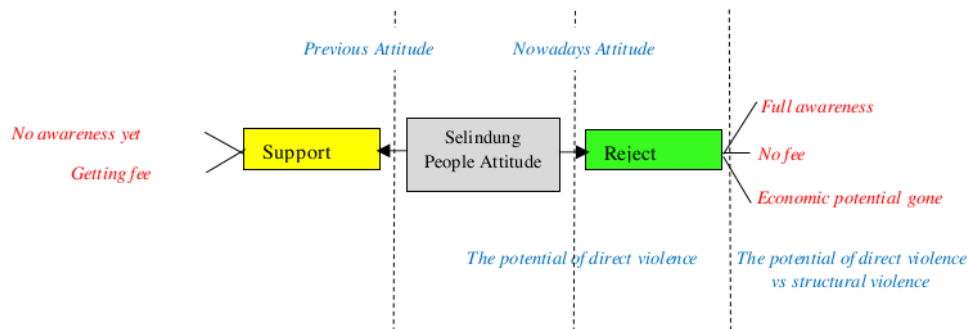 Previous Attitude
Nowadays Attitude
No awareness yet
Getting fee
Support
Selindung
People Attitude
Reject
Full awareness
No fee
Economic potential gone
The potential of direct violence
The potential of direct violence
vs structural violence